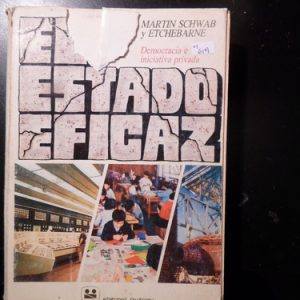 MARTIN SCHWAB
y ETCHEBARNE
Democracia e
iniciativa privada
EL
ESTADO
EFICAZ